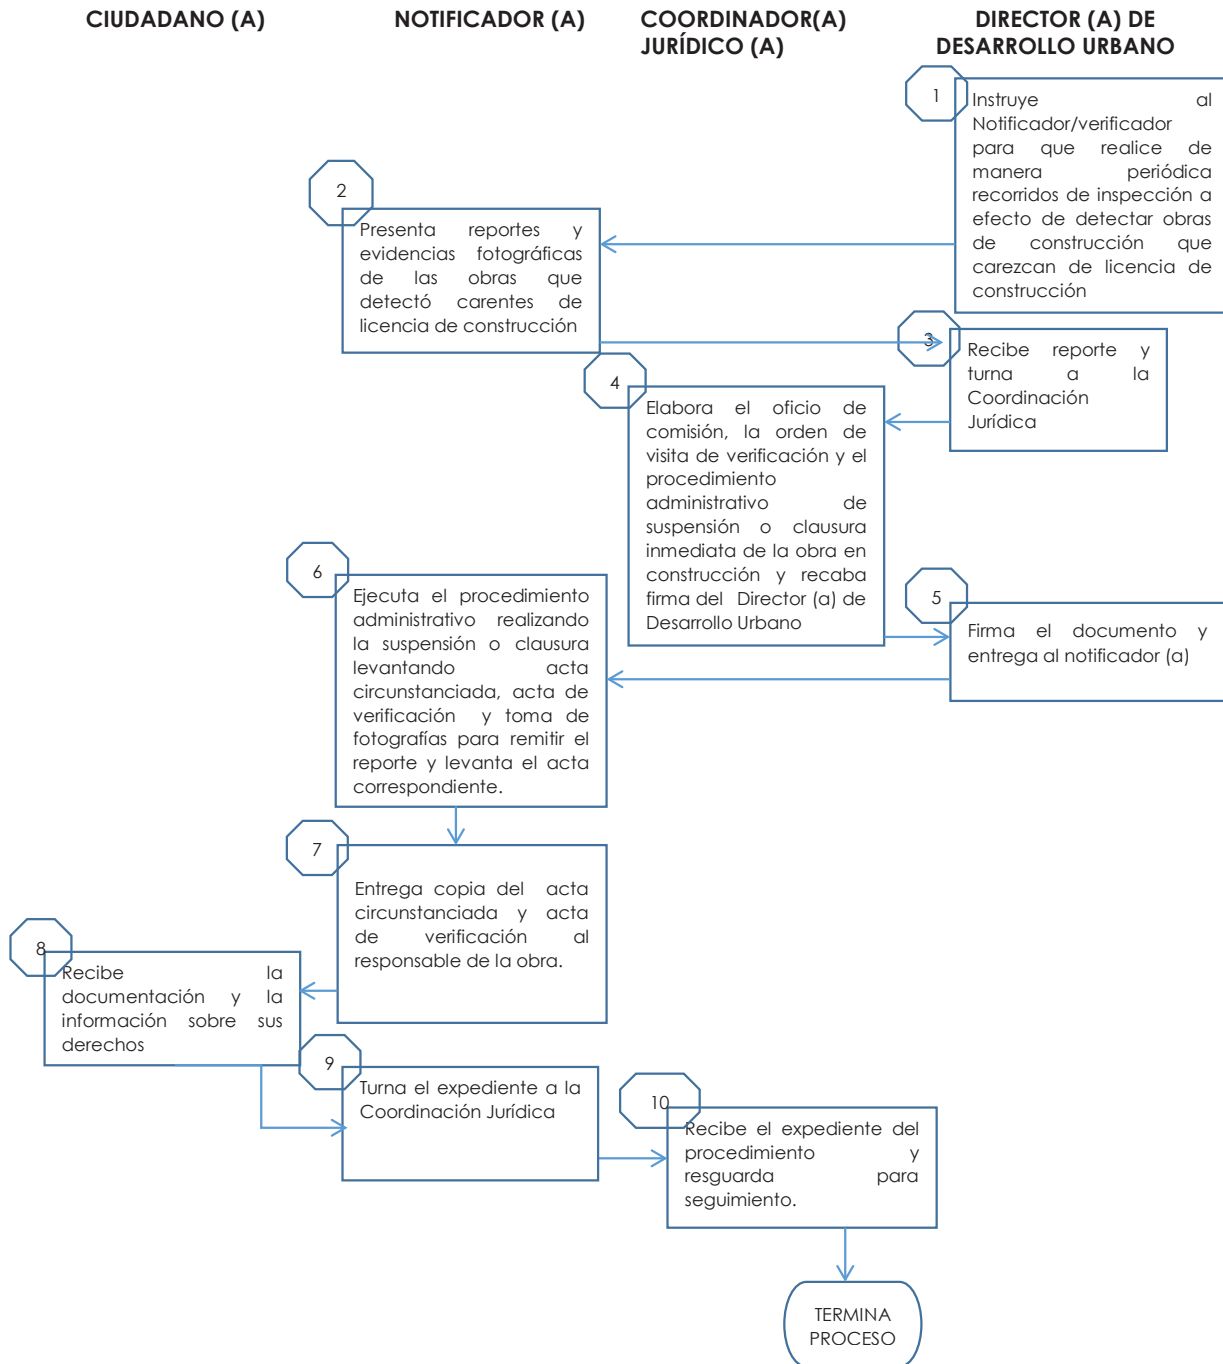 CIUDADANO (A)
NOTIFICADOR (A)
COORDINADOR(A)
JURÍDICO (A)
DIRECTOR (A) DE
DESARROLLO URBANO
1
Instruye al
Notificador/verificador
para que realice de
manera periódica
recorridos de inspección a
efecto de detectar obras
de construcción que
carezcan de licencia de
construcción
2
Presenta reportes y
evidencias fotográficas
de las obras que
detectó carentes de
licencia de construcción
3
Recibe reporte y
turna a la
Coordinación
Jurídica
4
Elabora el oficio de
comisión, la orden de
visita de verificación y el
procedimiento
administrativo de
suspensión o clausura
inmediata de la obra en
construcción y recaba
firma del Director (a) de
Desarrollo Urbano
5
Firma el documento y
entrega al notificador (a)
6
Ejecuta el procedimiento
administrativo realizando
la suspensión o clausura
levantando acta
circunstanciada, acta de
verificación y toma de
fotografías para remitir el
reporte y levanta el acta
correspondiente.
7
Entrega copia del acta
circunstanciada y acta
de verificación al
responsable de la obra.
8
Recibe la
documentación y la
información sobre sus
derechos
9
Turna el expediente a la
Coordinación Jurídica
10
Recibe el expediente del
procedimiento y
resguarda para
seguimiento.
TERMINA
PROCESO